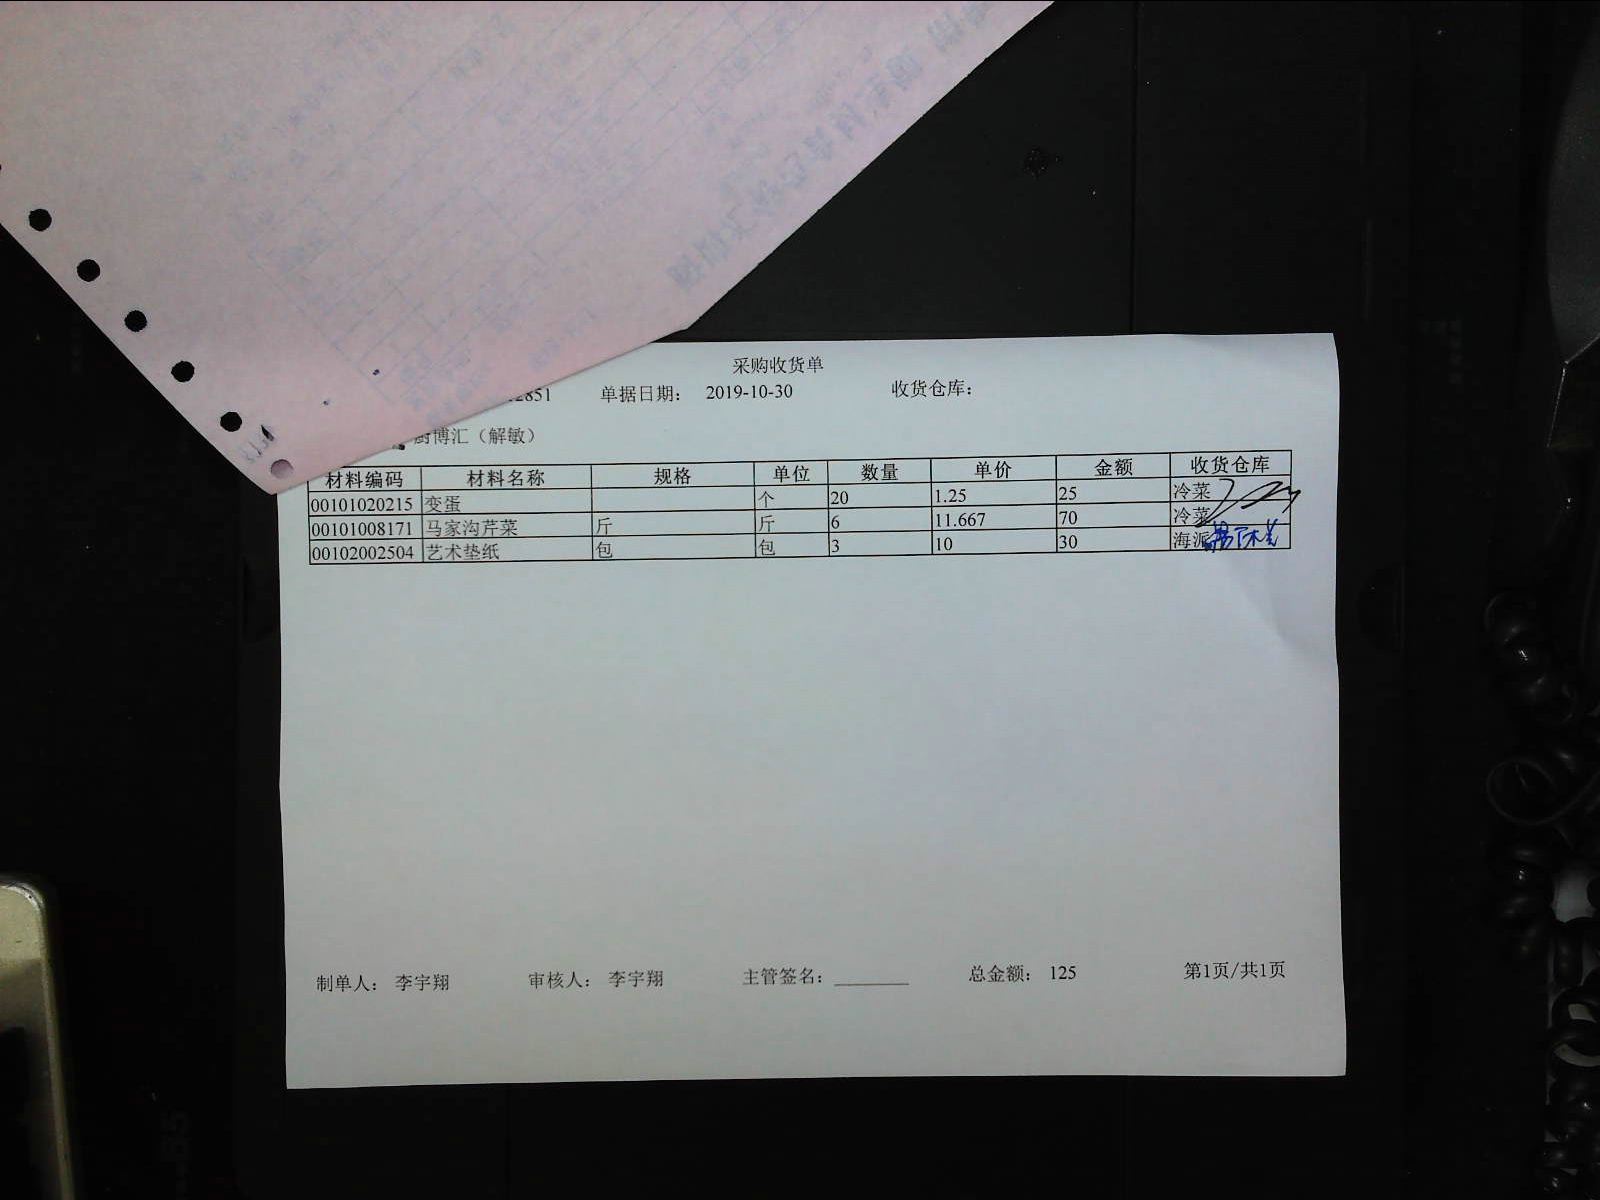 采购收货单
2851 单据日期： 2019-10-30 收货仓库：
厨博汇（解敏）
材料编码 材料名称 规格 单位 数量 单价 金额 收货仓库
00101020215 变蛋 个 20 1.25 25 冷菜
00101008171 马家沟芹菜 斤 斤 6 11.667 70 冷菜
00102002504 艺术垫纸 包 包 3 10 30 海派
制单人： 李宇翔 审核人： 李宇翔 主管签名： 总金额： 125 第1页/共1页